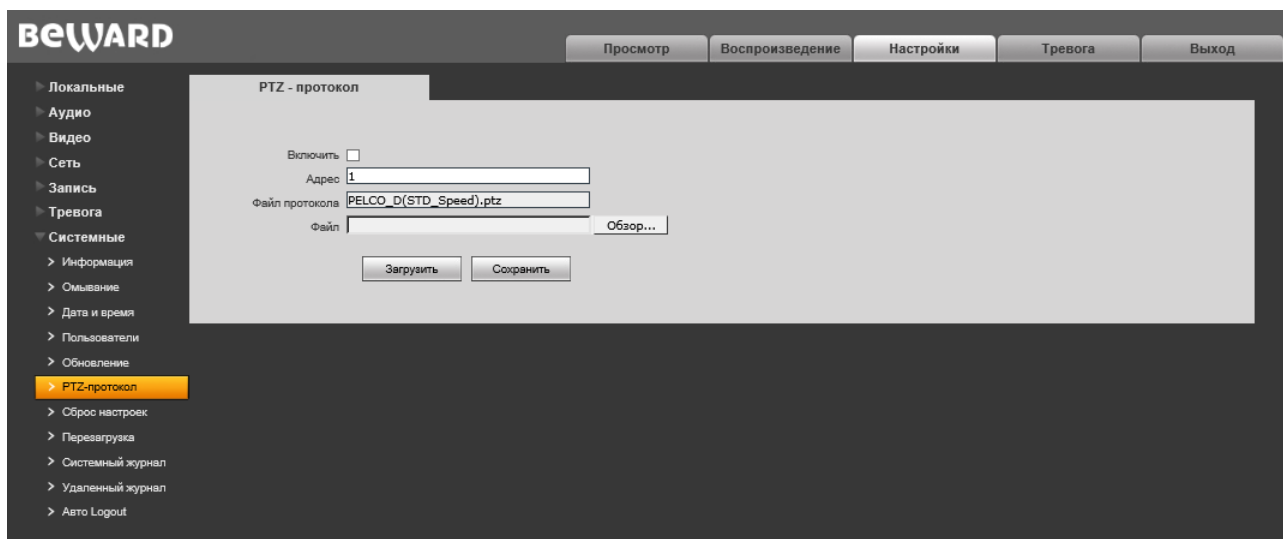 BEWARD
Просмотр Воспроизведение Настройки Тревога Выход
Локальные
Аудио
Видео
Сеть
Запись
Тревога
Системные
Информация
Омывание
Дата и время
Пользователи
Обновление
PTZ-протокол
Сброс настроек
Перезагрузка
Системный журнал
Удаленный журнал
Авто Logout
PTZ - протокол
Включить
Адрес 1
Файл протокола PELCO_D(STD_Speed).ptz
Файл Обзор...
Загрузить Сохранить